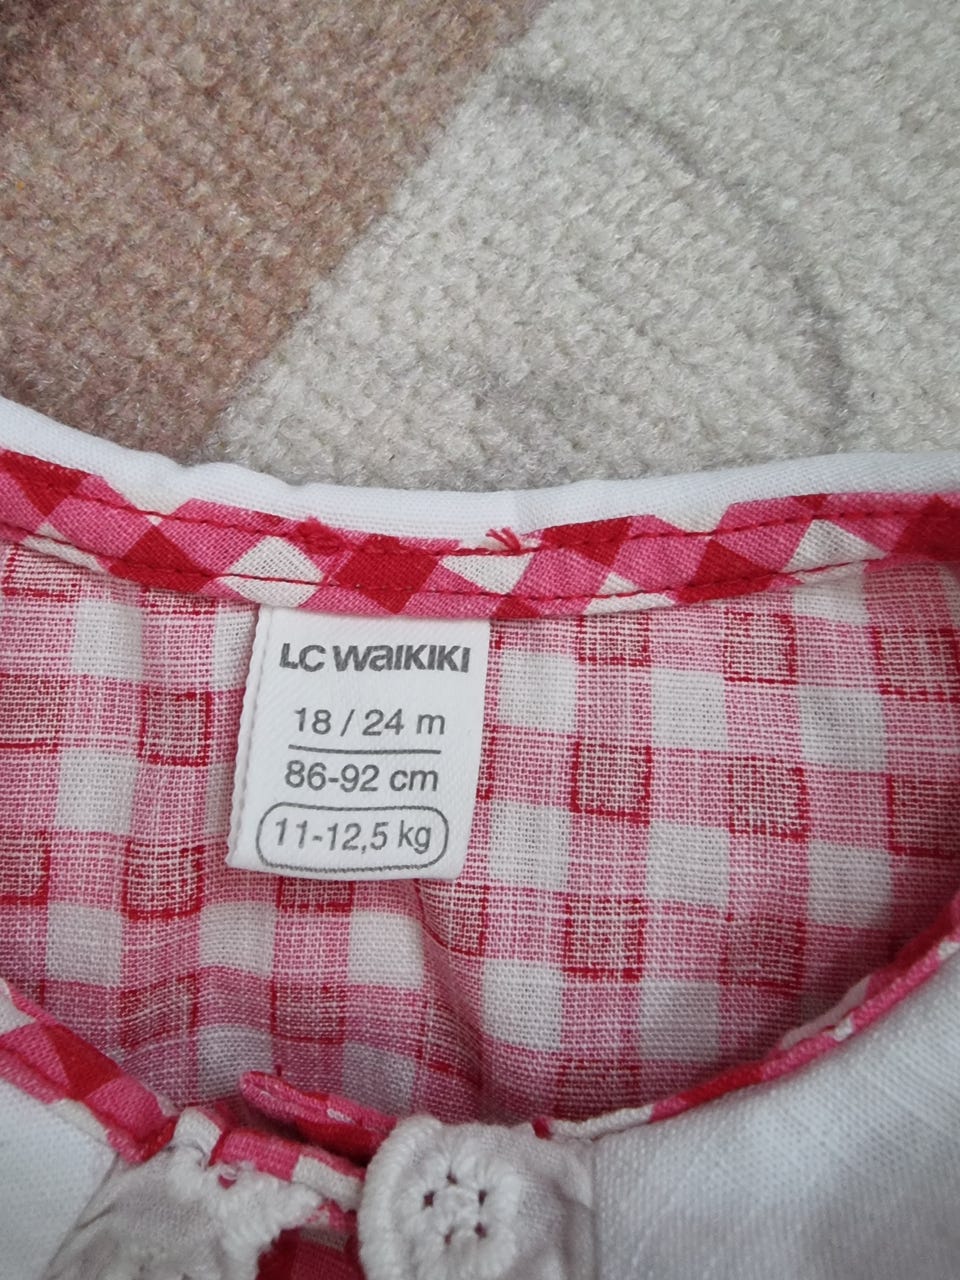 LC WAIKIKI
18 / 24 m
86-92 cm
11-12,5 kg